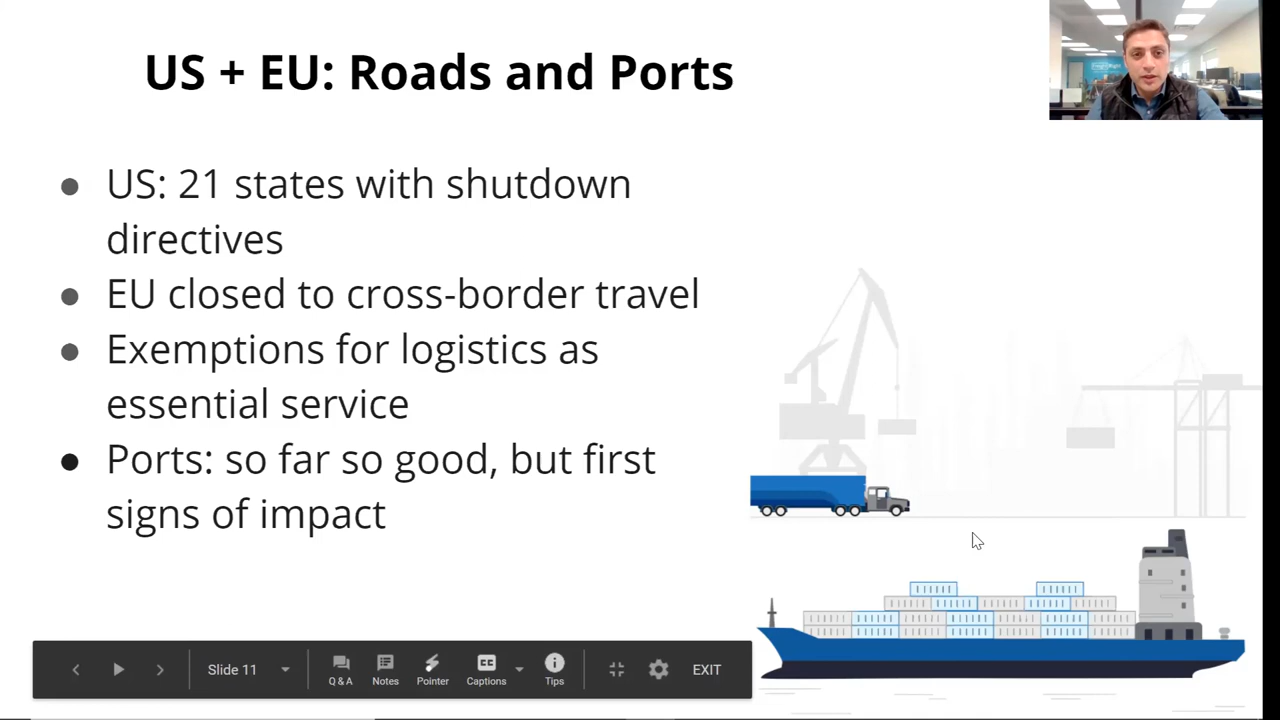 US + EU: Roads and Ports
● US: 21 states with shutdown
directives
● EU closed to cross-border travel
● Exemptions for logistics as
essential service
● Ports: so far so good, but first
signs of impact
Slide 11
Q & A
Notes
Pointer
CC
Captions
Tips
EXIT